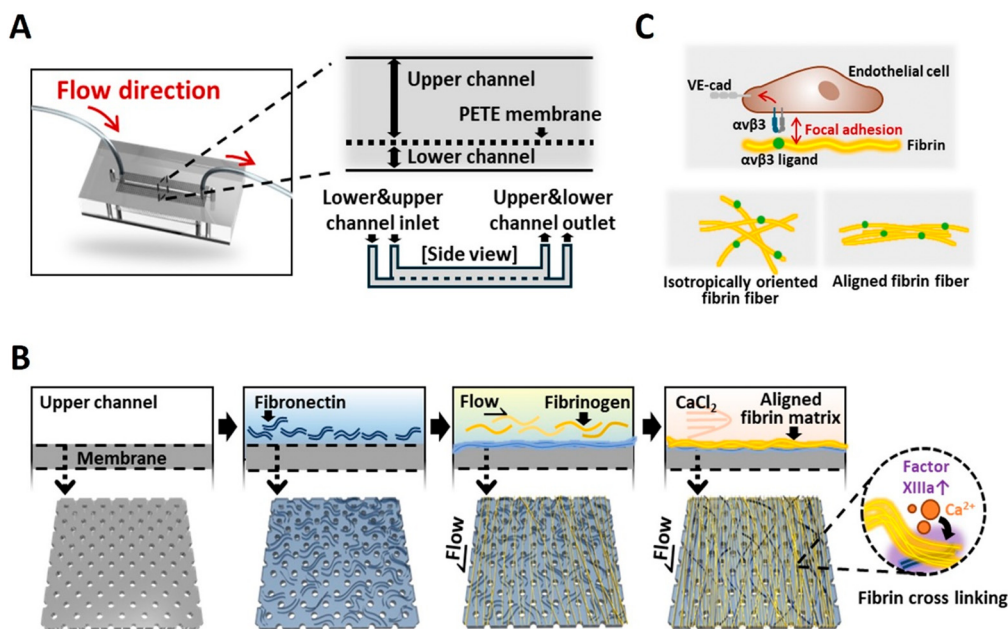 A
Flow direction
Upper channel
PETE membrane
Lower channel
Lower&upper
channel inlet
Upper&lower
channel outlet
[Side view]
C
VE-cad
Endothelial cell
αvβ3
Focal adhesion
Fibrin
αvβ3 ligand
Isotropically oriented
fibrin fiber
Aligned fibrin fiber
B
Upper channel
Membrane
Fibronectin
Flow
Fibrinogen
CaCl₂
Aligned
fibrin matrix
Flow
Flow
Factor
XIIIa↑
Ca²⁺
Fibrin cross linking